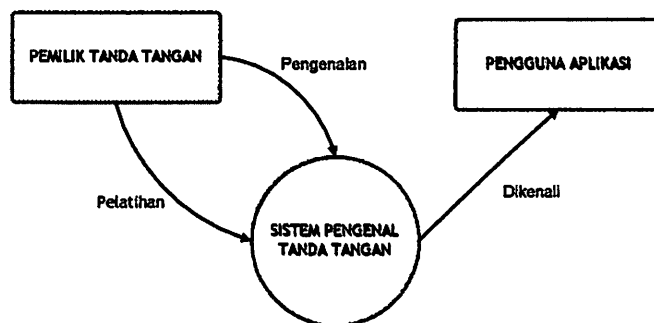 PEMILIK TANDA TANGAN
Pengenalan
PENGGUNA APLIKASI
Pelatihan
Dikenali
SISTEM PENGENAL
TANDA TANGAN